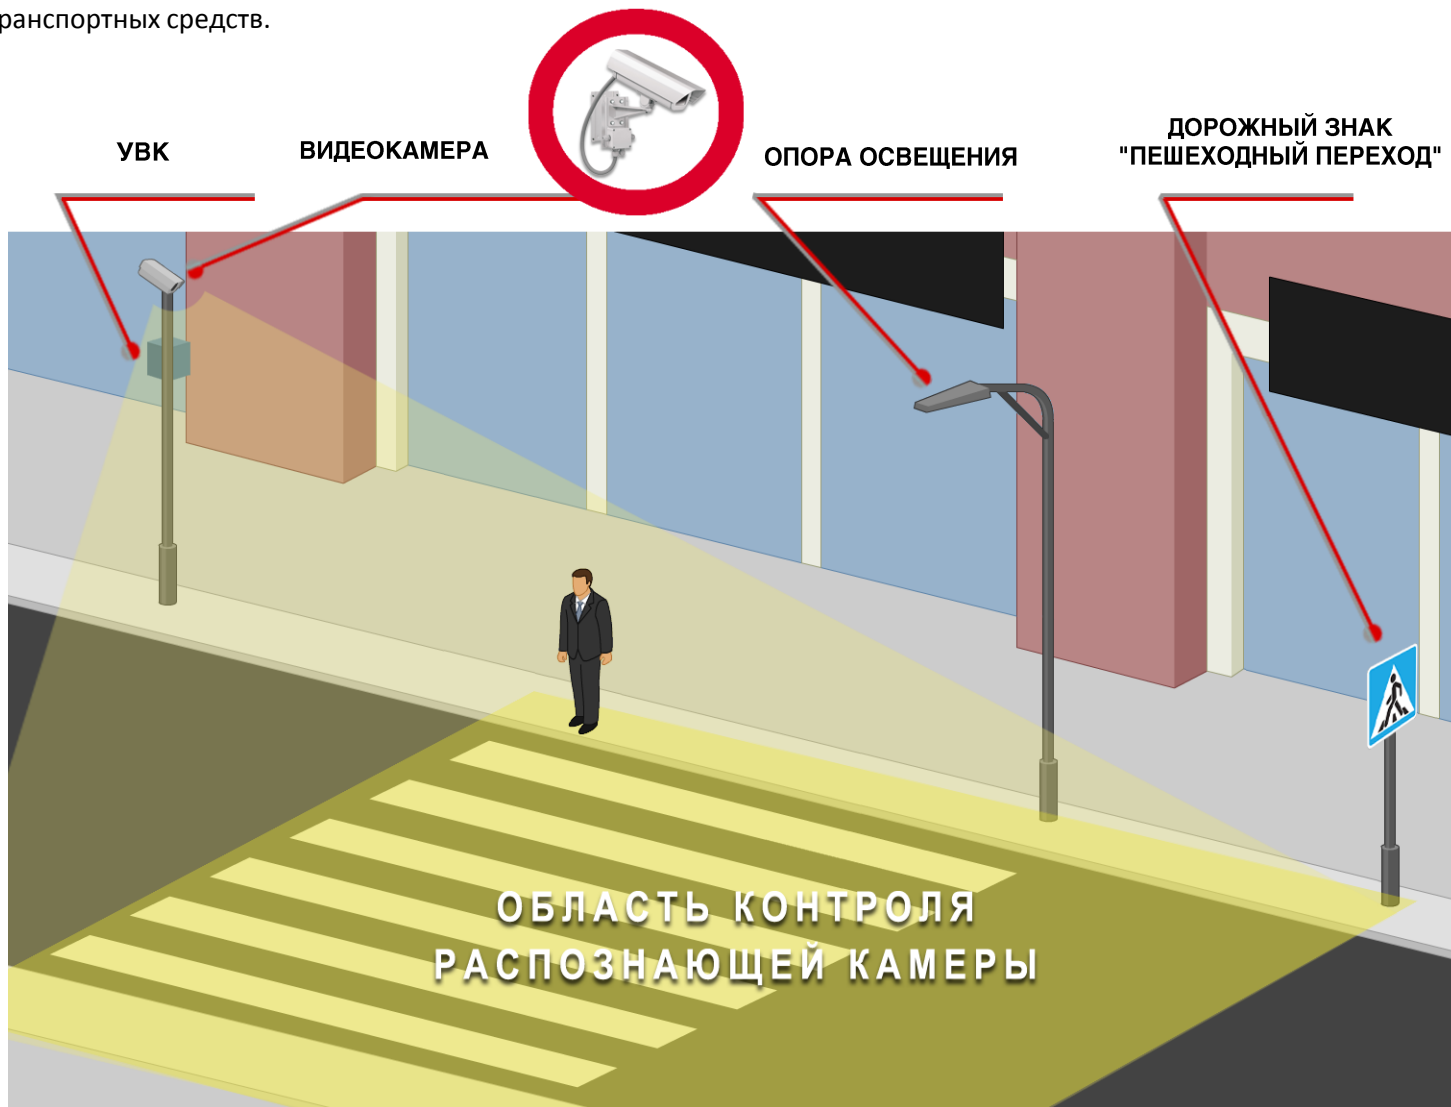 ранспортных средств.
УВК
ВИДЕОКАМЕРА
ОПОРА ОСВЕЩЕНИЯ
ДОРОЖНЫЙ ЗНАК
"ПЕШЕХОДНЫЙ ПЕРЕХОД"
ОБЛАСТЬ КОНТРОЛЯ
РАСПОЗНАЮЩЕЙ КАМЕРЫ